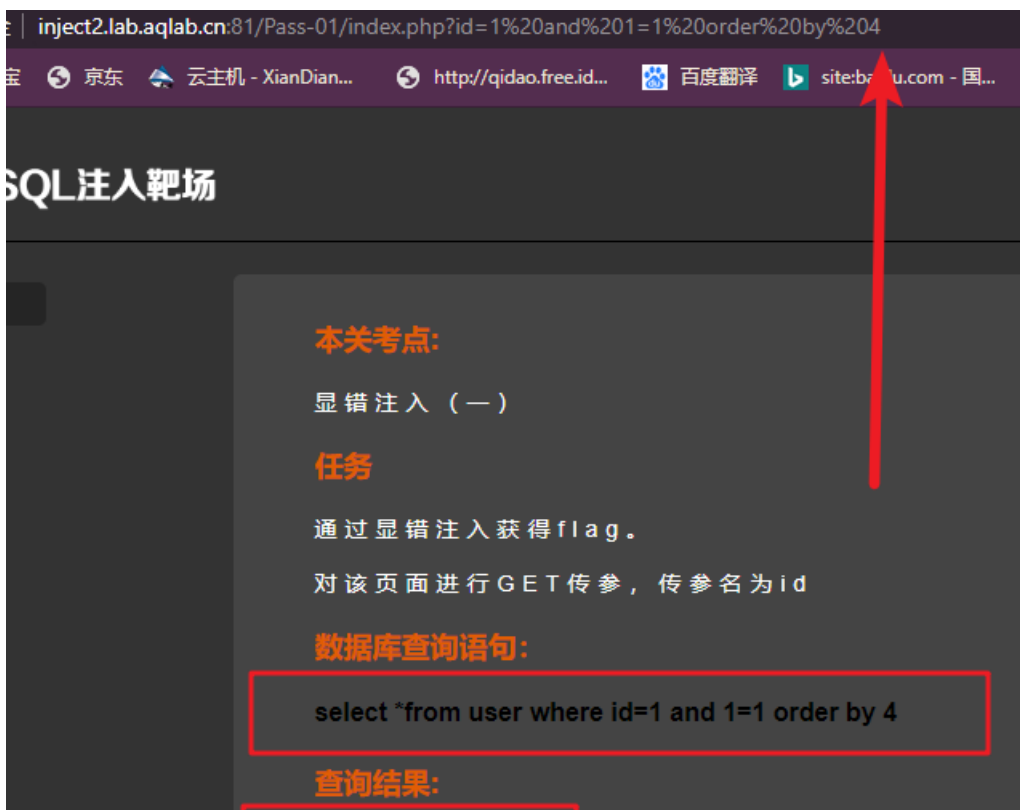 inject2.lab.aqlab.cn:81/Pass-01/index.php?id=1%20and%201=1%20order%20by%204
宝 京东 云主机 - XianDian... http://qidao.free.id... 百度翻译 - 国...
SQL注入靶场
本关考点:
显错注入（一）
任务
通过显错注入获得flag。
对该页面进行GET传参，传参名为id
数据库查询语句：
select *from user where id=1 and 1=1 order by 4
查询结果: